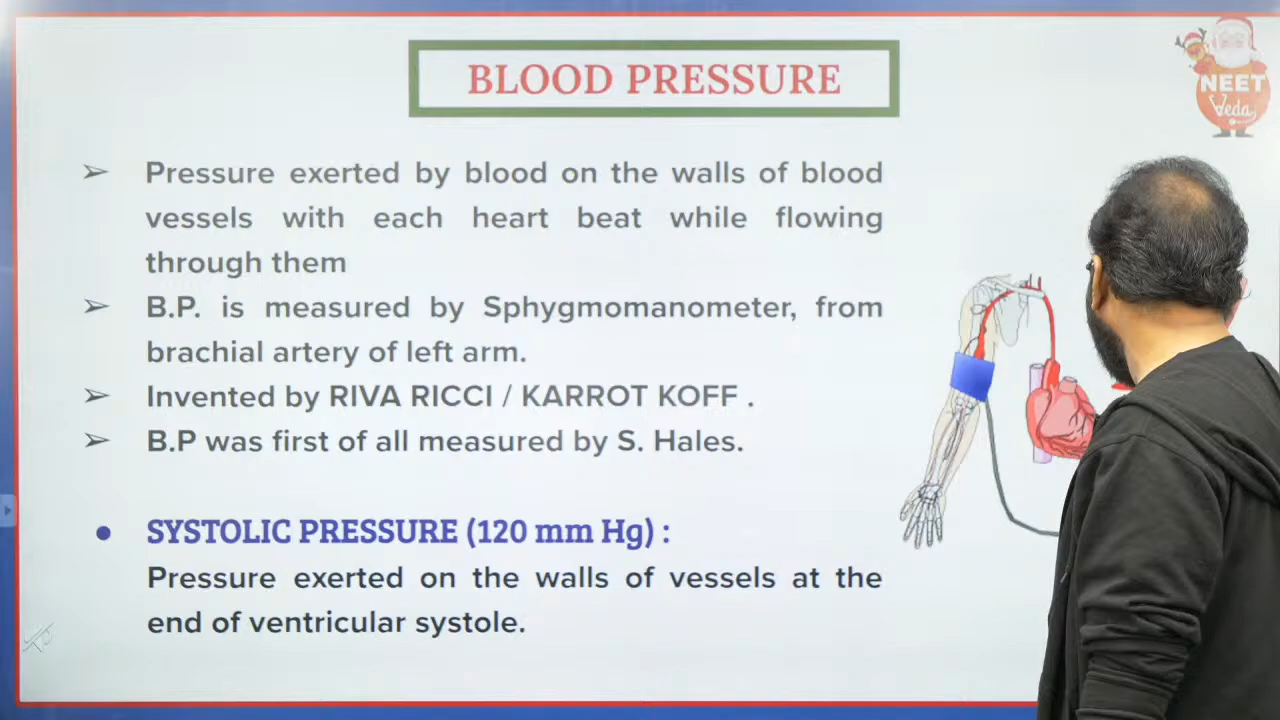 BLOOD PRESSURE
NEET
Veda
➢ Pressure exerted by blood on the walls of blood
vessels with each heart beat while flowing
through them
➢ B.P. is measured by Sphygmomanometer, from
brachial artery of left arm.
➢ Invented by RIVA RICCI / KARROT KOFF .
➢ B.P was first of all measured by S. Hales.
• SYSTOLIC PRESSURE (120 mm Hg) :
Pressure exerted on the walls of vessels at the
end of ventricular systole.